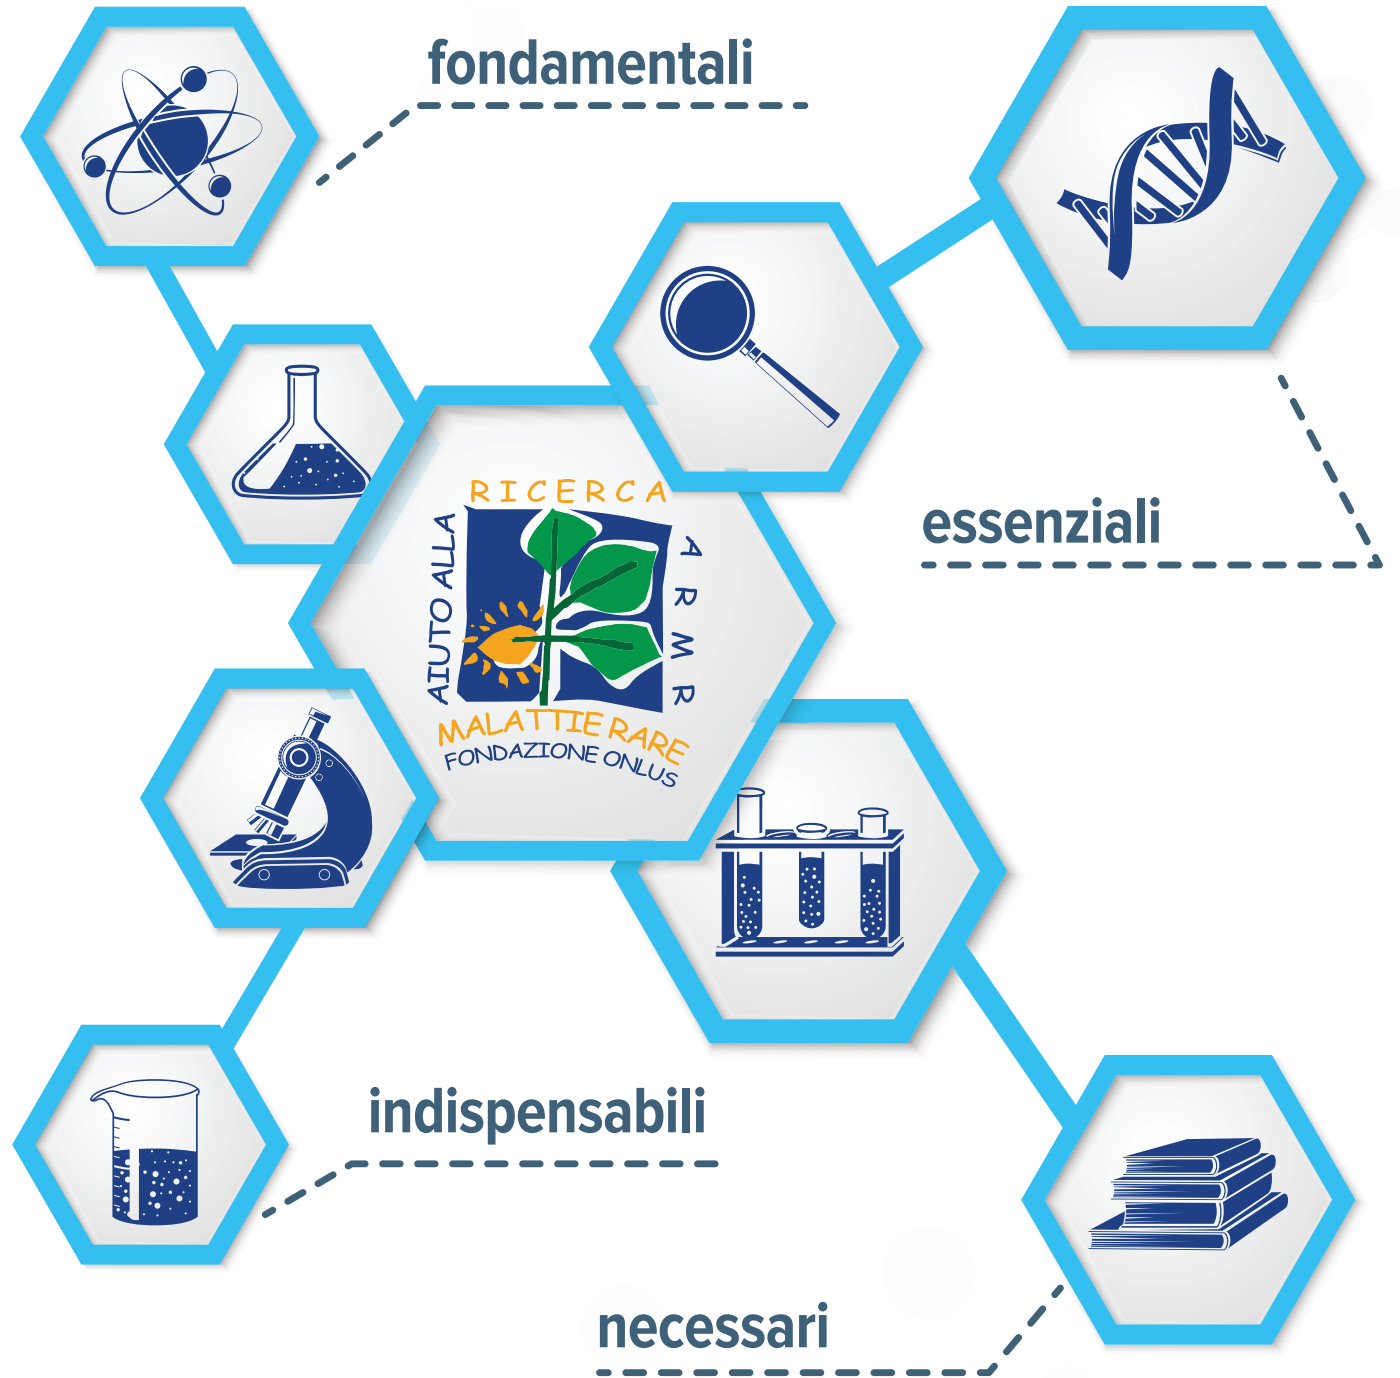 fondamentali
essenziali
RICERCA
AIUTO ALLA
ARMR
MALATTIE RARE
FONDAZIONE ONLUS
indispensabili
necessari